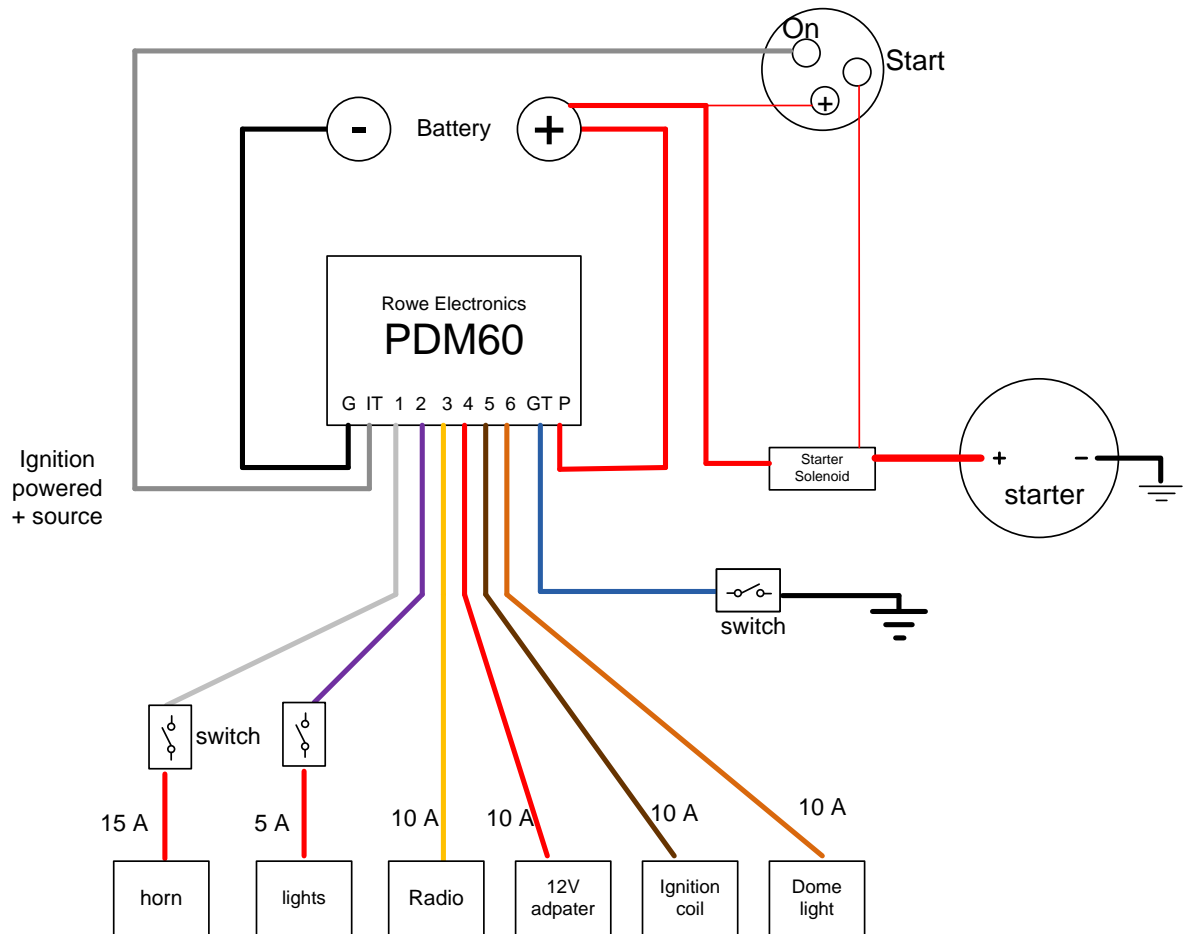 On
Start
+
- Battery +
Rowe Electronics
PDM60
G IT 1 2 3 4 5 6 GT P
Ignition
powered
+ source
Starter
Solenoid
+ -
starter
switch
switch
15 A 5 A 10 A 10 A 10 A 10 A
horn
lights
Radio
12V
adpater
Ignition
coil
Dome
light